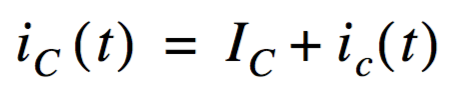 i_C(t) = I_C + i_c(t)